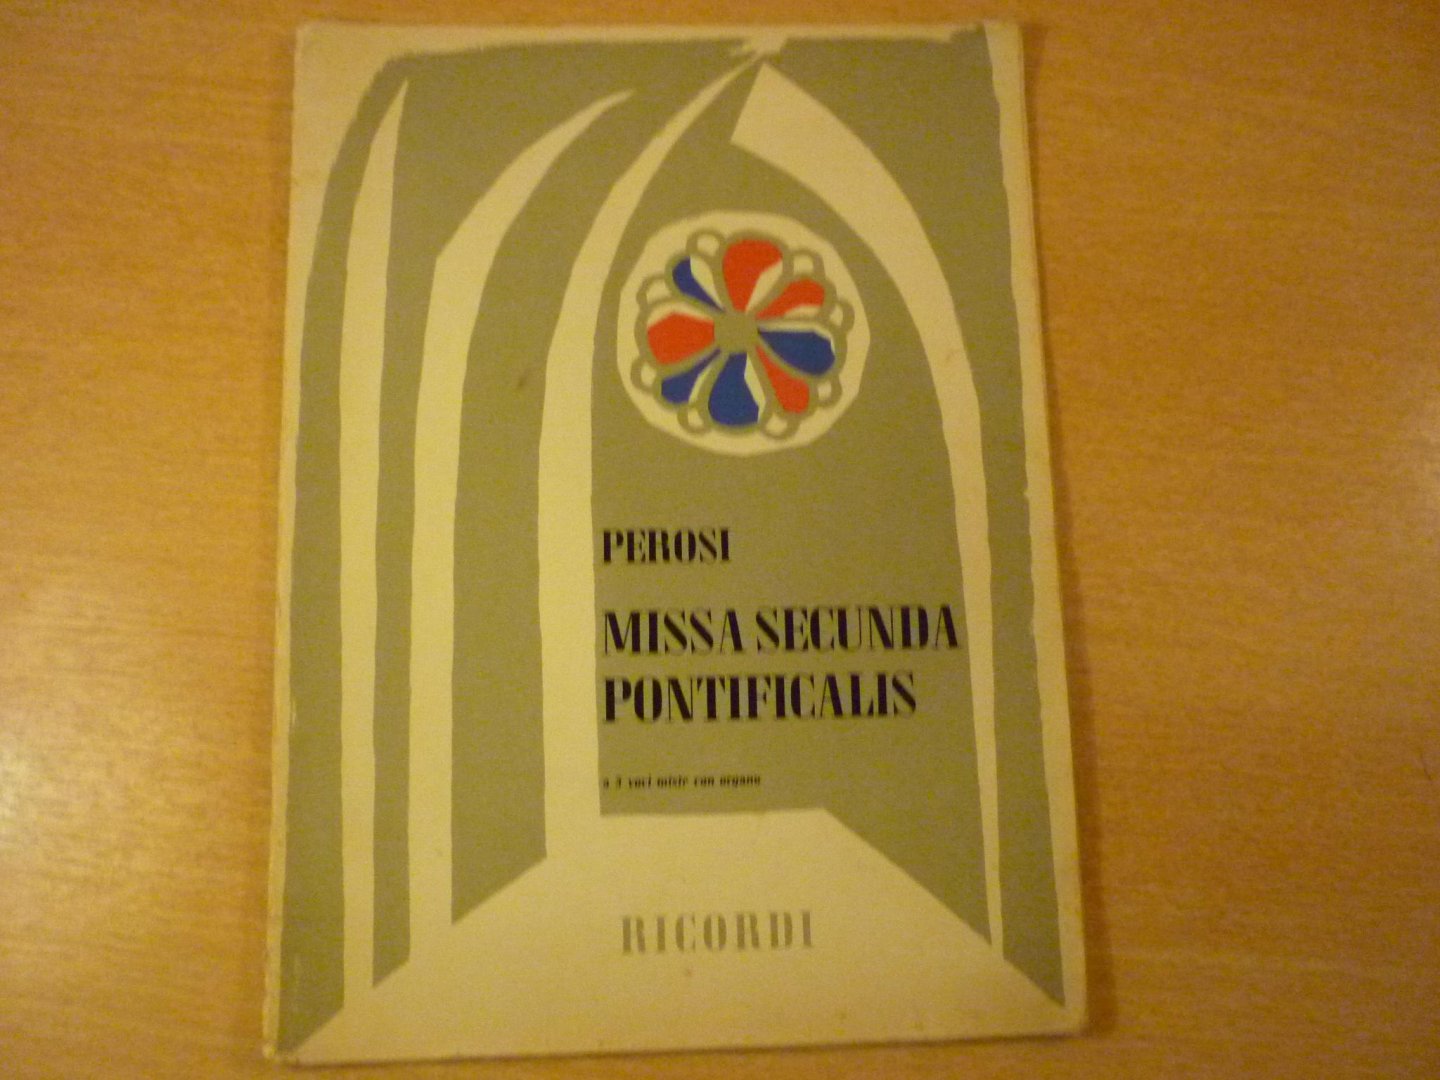 PEROSI
MISSA SECUNDA
PONTIFICALIS
a 3 voci miste con organo
RICORDI